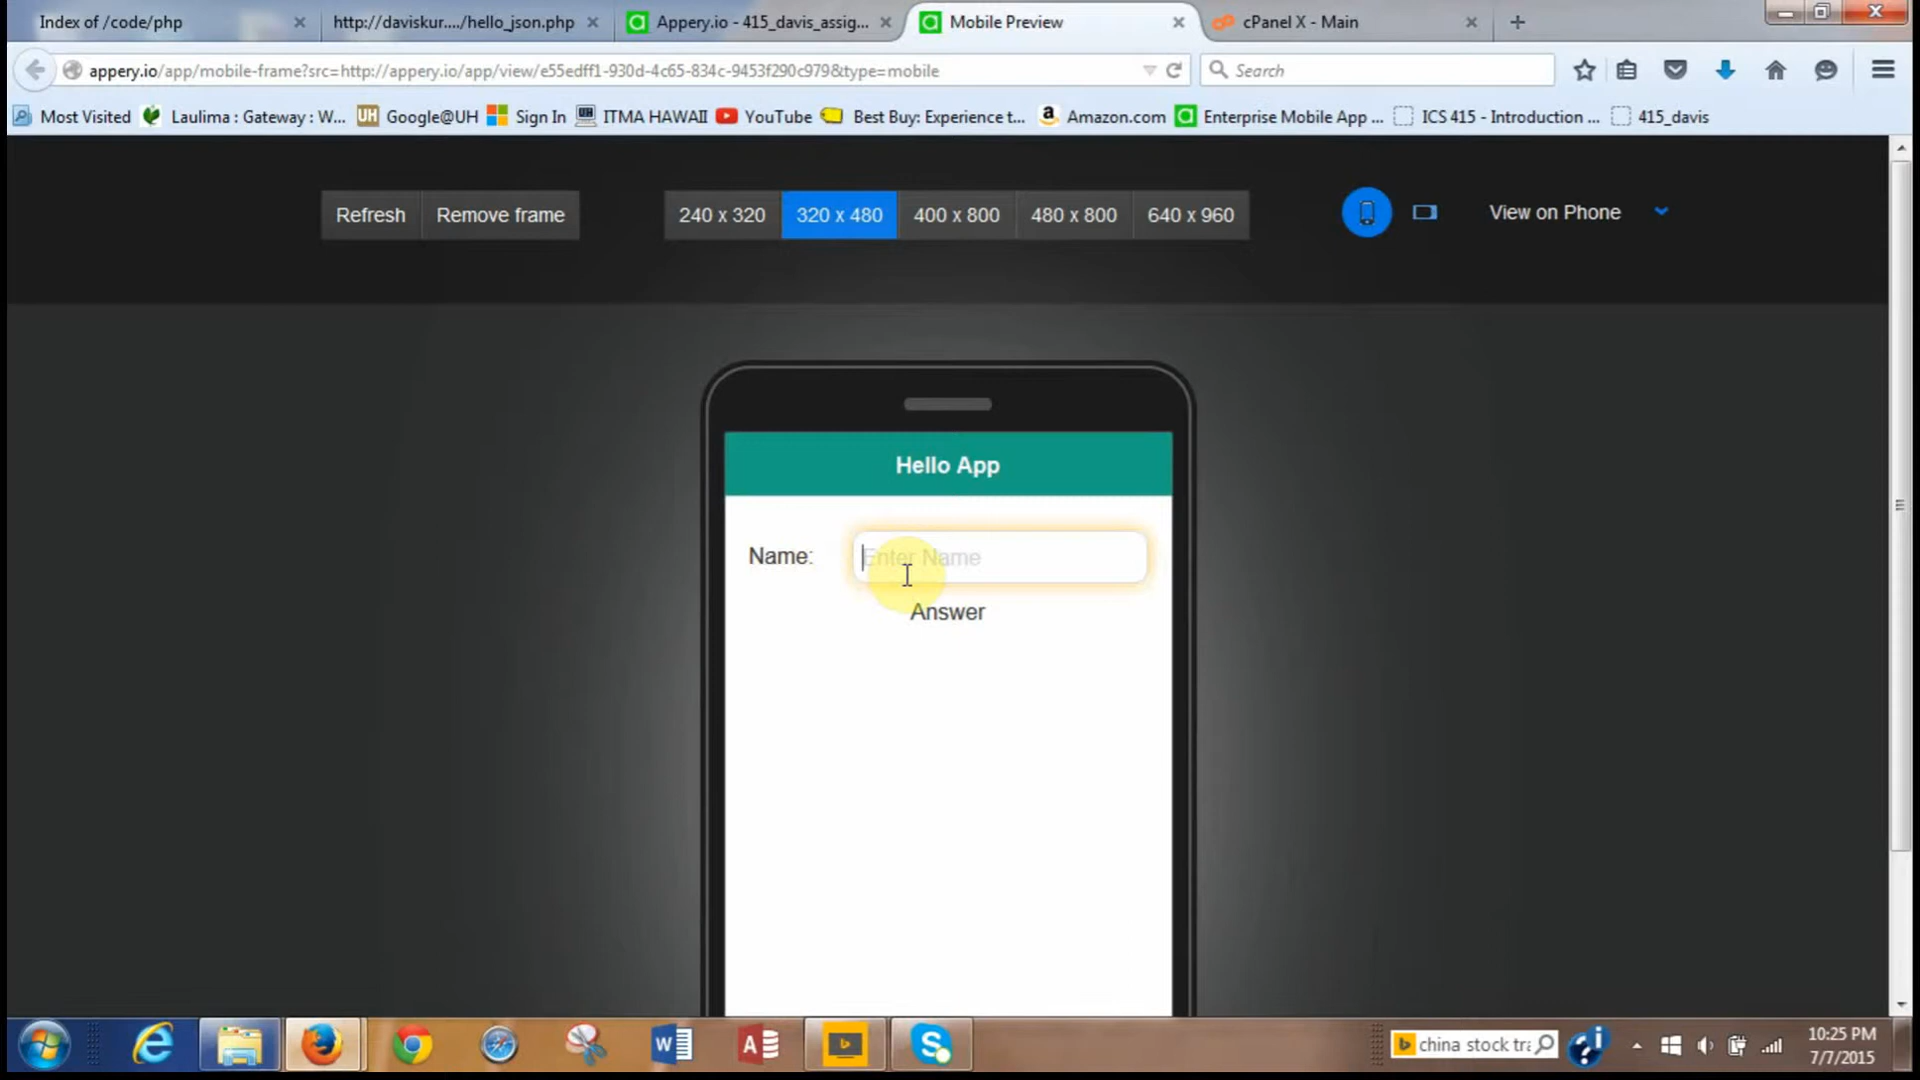 Index of /code/php
http://daviskur..../hello_json.php
Appery.io - 415_davis_assig...
Mobile Preview
cPanel X - Main
appery.io/app/mobile-frame?src=http://appery.io/app/view/e55edff1-930d-4c65-834c-9453f290c979&type=mobile
Search
Most Visited
Laulima : Gateway : W...
Google@UH
Sign In
ITMA HAWAII
YouTube
Best Buy: Experience t...
Amazon.com
Enterprise Mobile App ...
ICS 415 - Introduction ...
415_davis
Refresh
Remove frame
240 x 320
320 x 480
400 x 800
480 x 800
640 x 960
View on Phone
Hello App
Name:
Enter Name
Answer
china stock tra
10:25 PM
7/7/2015